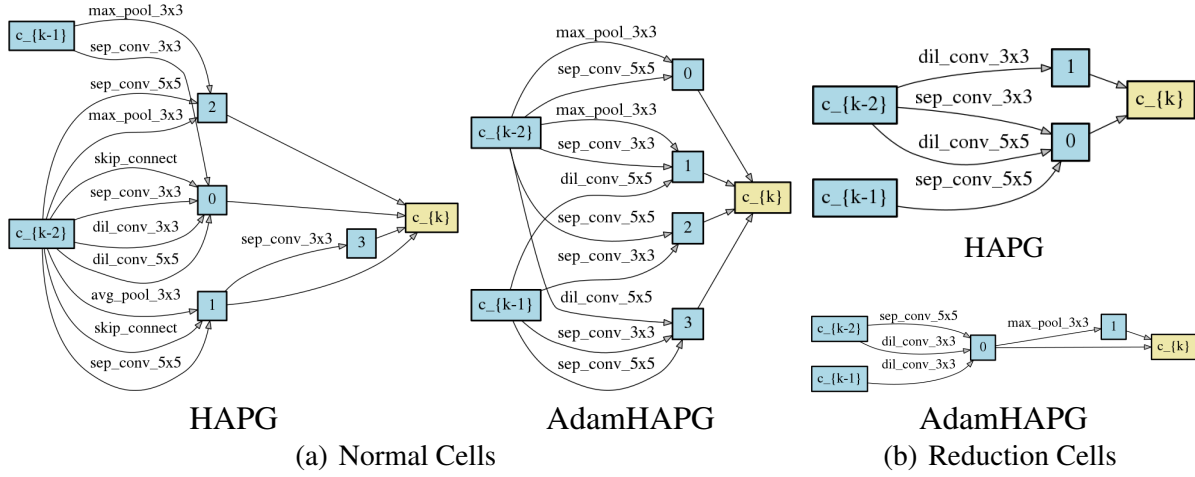 max_pool_3x3
c_{k-1}
sep_conv_3x3
sep_conv_5x5
max_pool_3x3
2
skip_connect
sep_conv_3x3
0
c_{k-2}
dil_conv_3x3
dil_conv_5x5
c_{k}
sep_conv_3x3
3
avg_pool_3x3
1
skip_connect
sep_conv_5x5
HAPG
max_pool_3x3
sep_conv_5x5
0
max_pool_3x3
c_{k-2}
sep_conv_3x3
1
dil_conv_5x5
c_{k}
sep_conv_5x5
2
sep_conv_3x3
c_{k-1}
dil_conv_5x5
3
sep_conv_3x3
sep_conv_5x5
AdamHAPG
(a) Normal Cells
dil_conv_3x3
1
c_{k-2}
sep_conv_3x3
c_{k}
dil_conv_5x5
0
sep_conv_5x5
c_{k-1}
HAPG
sep_conv_5x5
c_{k-2}
dil_conv_3x3
max_pool_3x3
1
0
c_{k}
dil_conv_3x3
c_{k-1}
AdamHAPG
(b) Reduction Cells